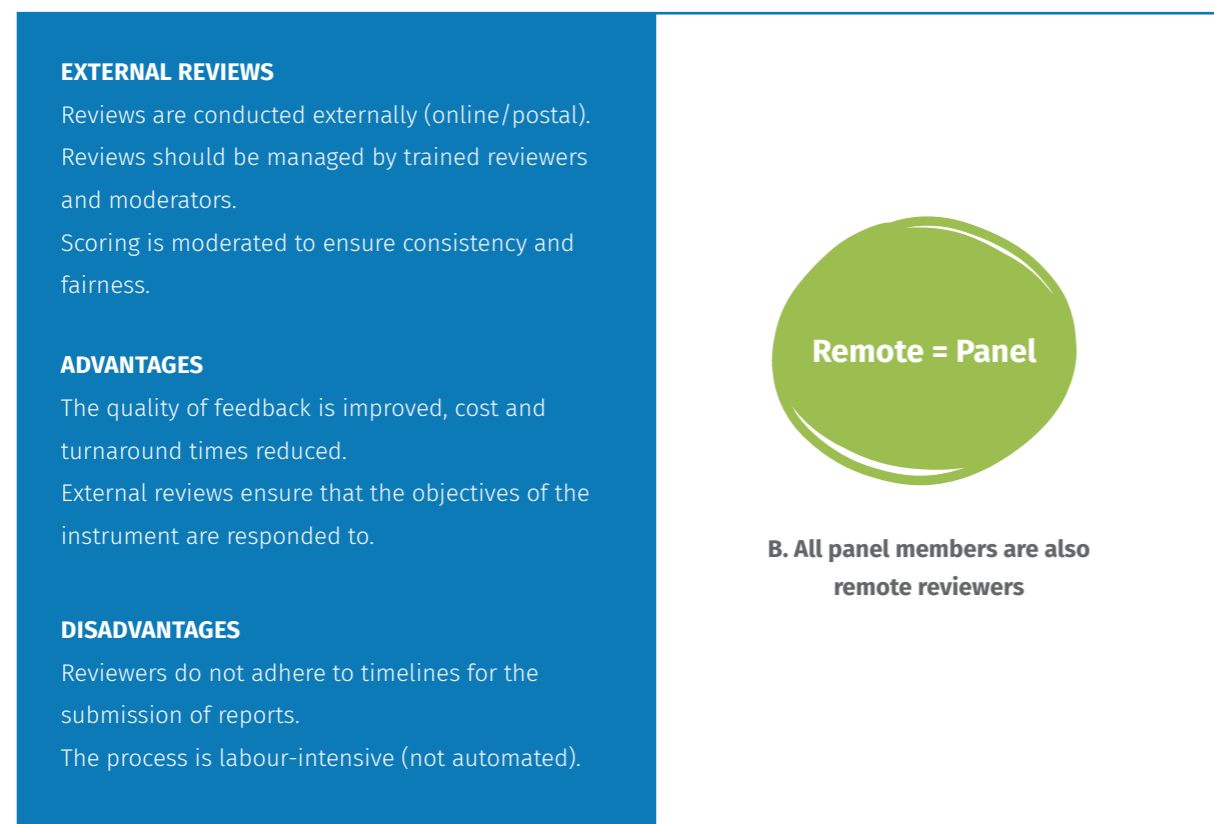 EXTERNAL REVIEWS
Reviews are conducted externally (online/postal).
Reviews should be managed by trained reviewers
and moderators.
Scoring is moderated to ensure consistency and
fairness.
ADVANTAGES
The quality of feedback is improved, cost and
turnaround times reduced.
External reviews ensure that the objectives of the
instrument are responded to.
DISADVANTAGES
Reviewers do not adhere to timelines for the
submission of reports.
The process is labour-intensive (not automated).
Remote = Panel
B. All panel members are also
remote reviewers